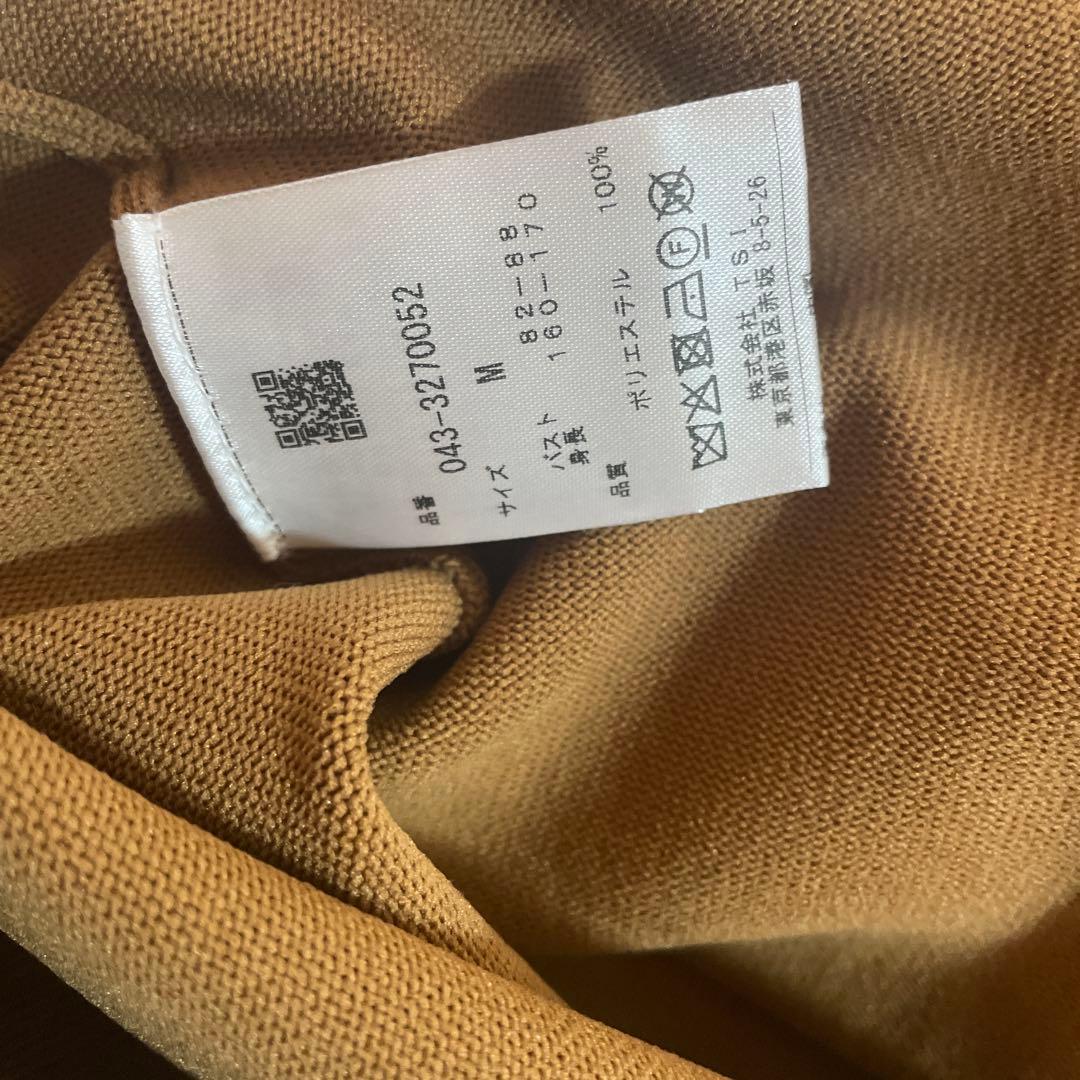 品番
043-3270052
サイズ M
バスト 82-88
身長 160-170
品質 ポリエステル 100%
株式会社 TSI
東京都港区赤坂 8-5-26